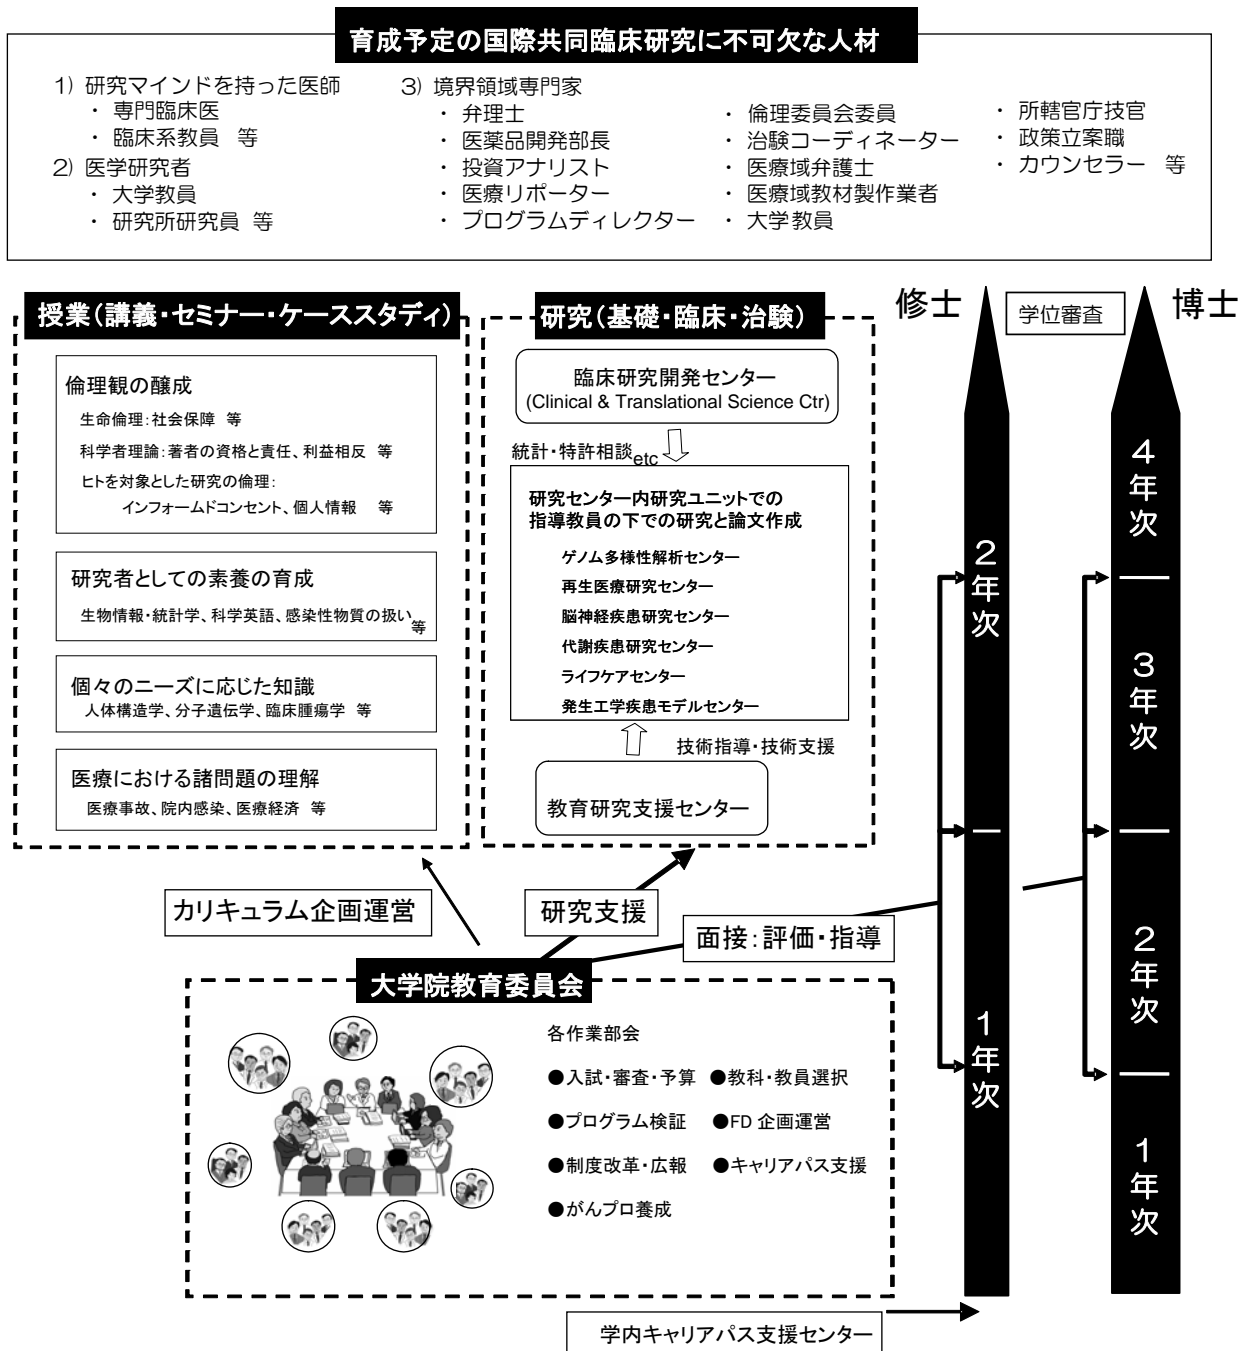 育成予定の国際共同臨床研究に不可欠な人材
1) 研究マインドを持った医師
・ 専門臨床医
・ 臨床系教員 等
2) 医学研究者
・ 大学教員
・ 研究所研究員 等
3) 境界領域専門家
・ 弁理士
・ 医薬品開発部長
・ 投資アナリスト
・ 医療リポーター
・ プログラムディレクター
・ 倫理委員会委員
・ 治験コーディネーター
・ 医療域弁護士
・ 医療域教材製作業者
・ 大学教員
・ 所轄官庁技官
・ 政策立案職
・ カウンセラー 等
授業(講義・セミナー・ケーススタディ)
倫理観の醸成
生命倫理:社会保障 等
科学者理論:著者の資格と責任、利益相反 等
ヒトを対象とした研究の倫理:
インフォームドコンセント、個人情報 等
研究者としての素養の育成
生物情報・統計学、科学英語、感染性物質の扱い 等
個々のニーズに応じた知識
人体構造学、分子遺伝学、臨床腫瘍学 等
医療における諸問題の理解
医療事故、院内感染、医療経済 等
研究(基礎・臨床・治験)
臨床研究開発センター
(Clinical & Translational Science Ctr)
統計・特許相談etc
研究センター内研究ユニットでの
指導教員の下での研究と論文作成
ゲノム多様性解析センター
再生医療研究センター
脳神経疾患研究センター
代謝疾患研究センター
ライフケアセンター
発生工学疾患モデルセンター
技術指導・技術支援
教育研究支援センター
修士
学位審査
博士
2年次
1年次
4年次
3年次
2年次
1年次
カリキュラム企画運営
研究支援
面接:評価・指導
大学院教育委員会
各作業部会
●入試・審査・予算 ●教科・教員選択
●プログラム検証 ●FD 企画運営
●制度改革・広報 ●キャリアパス支援
●がんプロ養成
学内キャリアパス支援センター